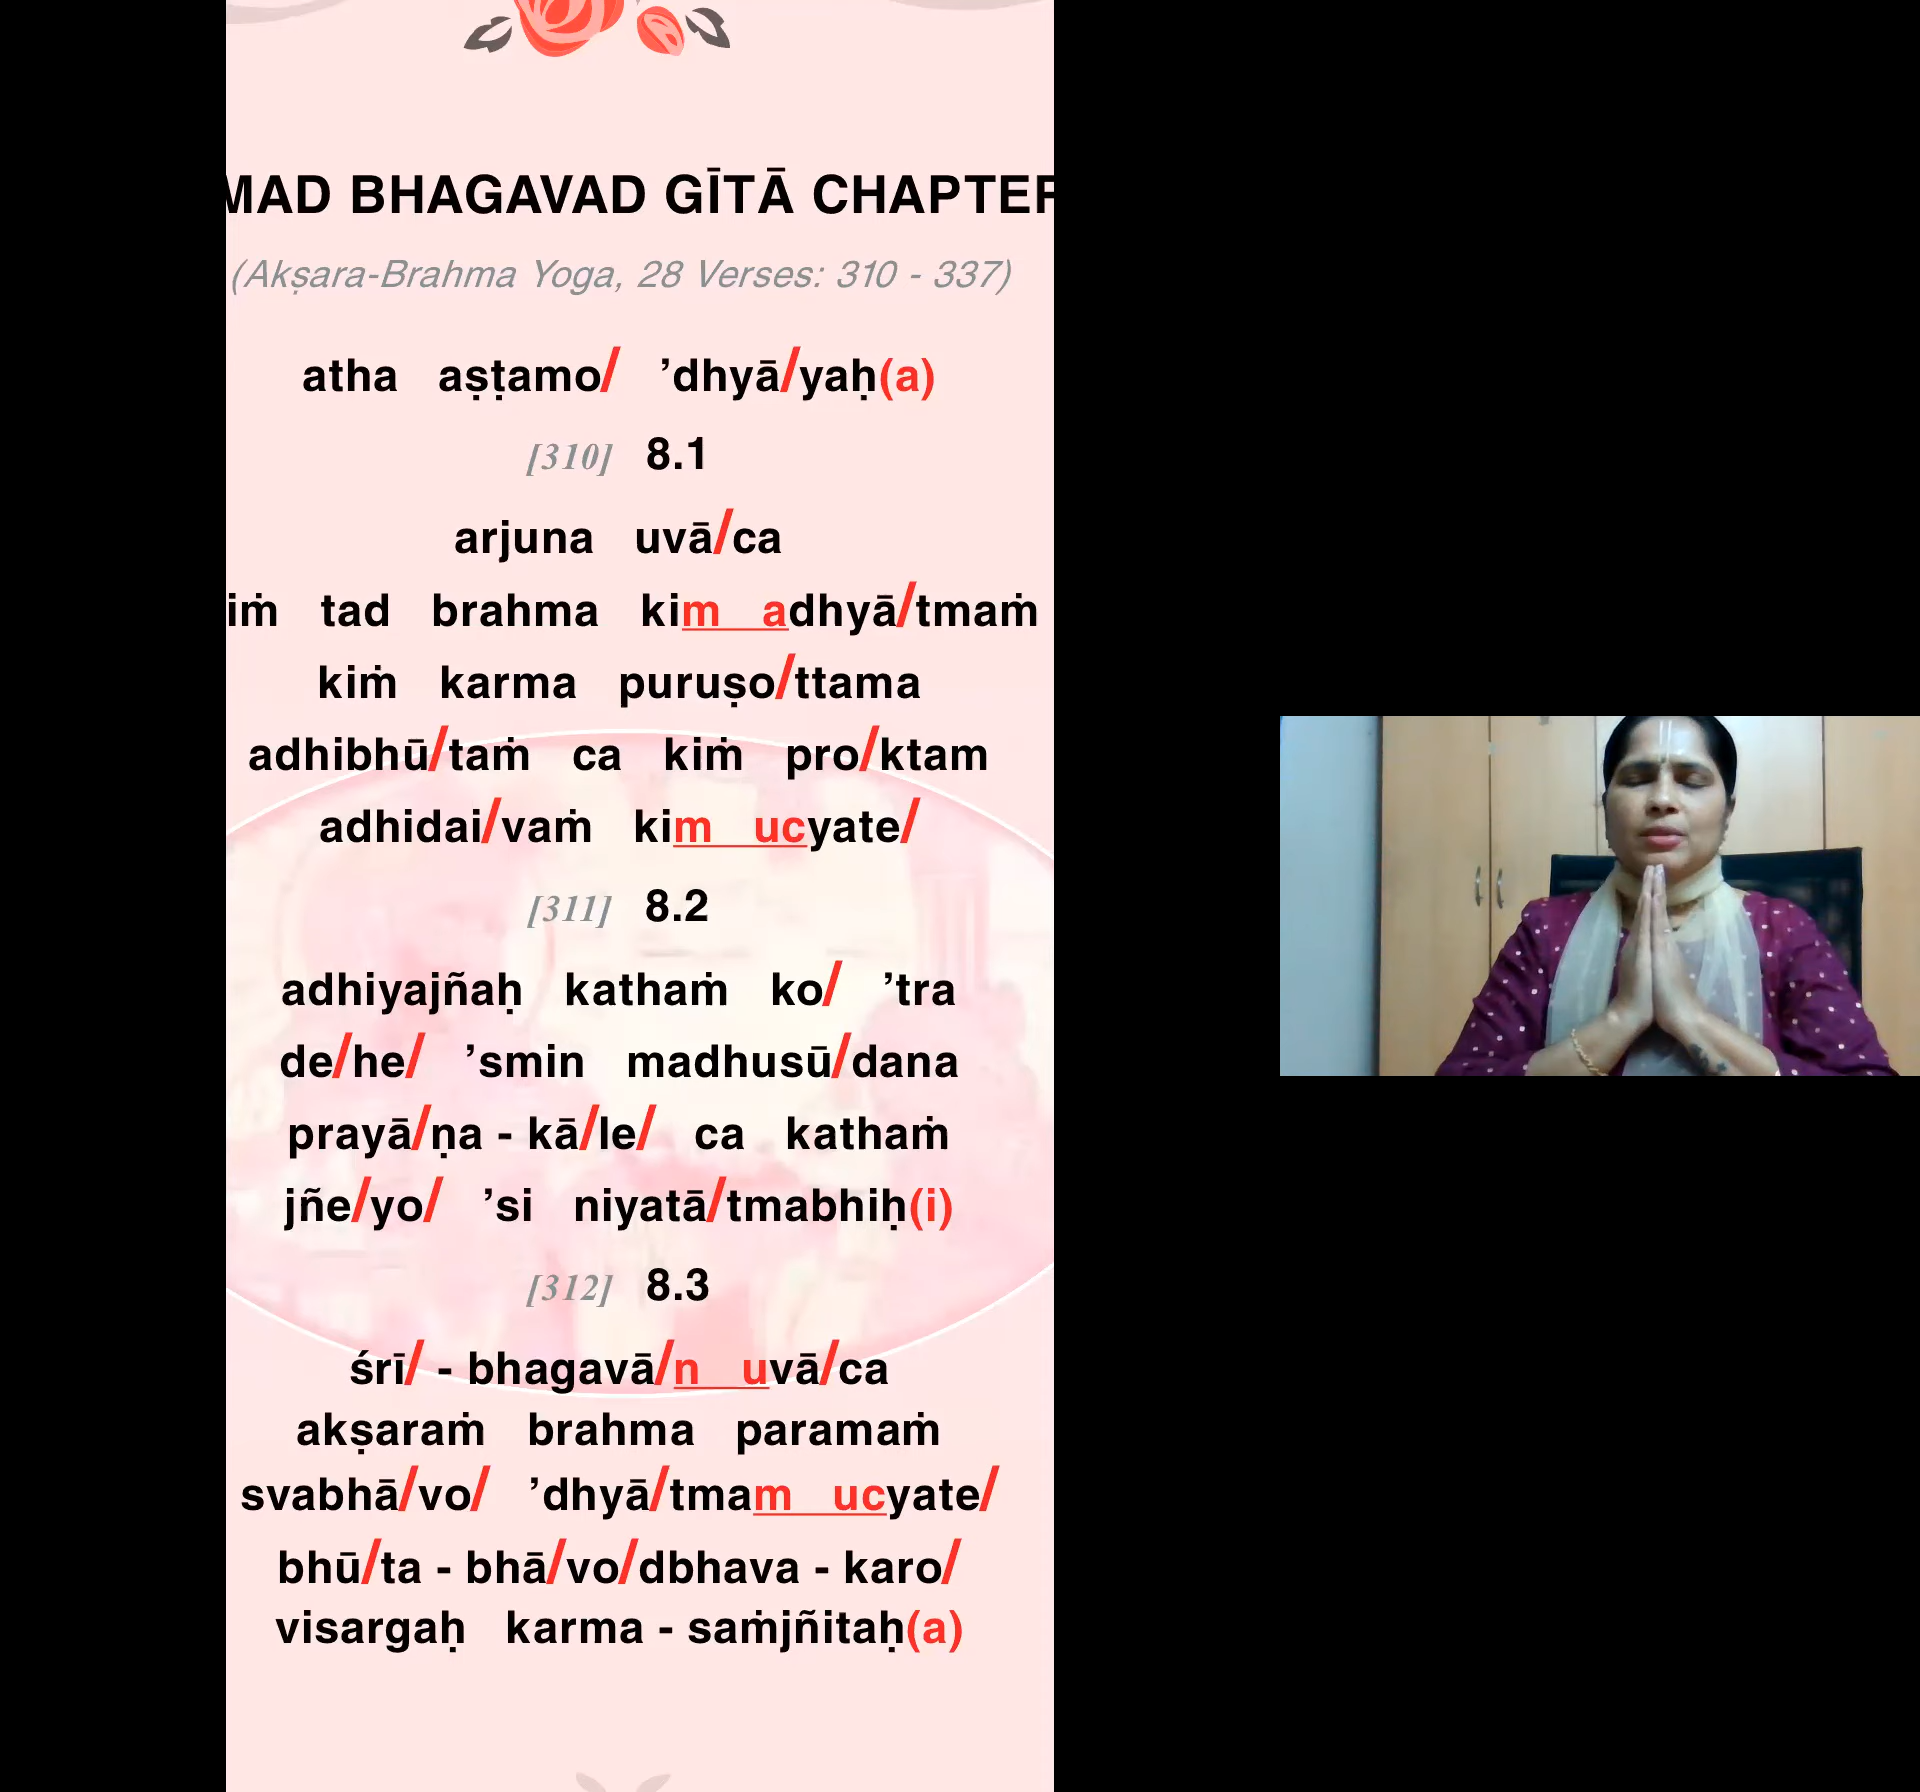 MAD BHAGAVAD GĪTĀ CHAPTER
(Akṣara-Brahma Yoga, 28 Verses: 310 - 337)
atha aṣṭamo/ ’dhyā/yaḥ(a)
[310] 8.1
arjuna uvā/ca
iṁ tad brahma kim adhyā/tmaṁ
kiṁ karma puruṣo/ttama
adhibhū/taṁ ca kiṁ pro/ktam
adhidai/vaṁ kim ucyate/
[311] 8.2
adhiyajñaḥ kathaṁ ko/ ’tra
de/he/ ’smin madhusū/dana
prayā/ṇa - kā/le/ ca kathaṁ
jñe/yo/ ’si niyatā/tmabhiḥ(i)
[312] 8.3
śrī/ - bhagavā/n uvā/ca
akṣaraṁ brahma paramaṁ
svabhā/vo/ ’dhyā/tmam ucyate/
bhū/ta - bhā/vo/dbhava - karo/
visargaḥ karma - saṁjñitaḥ(a)